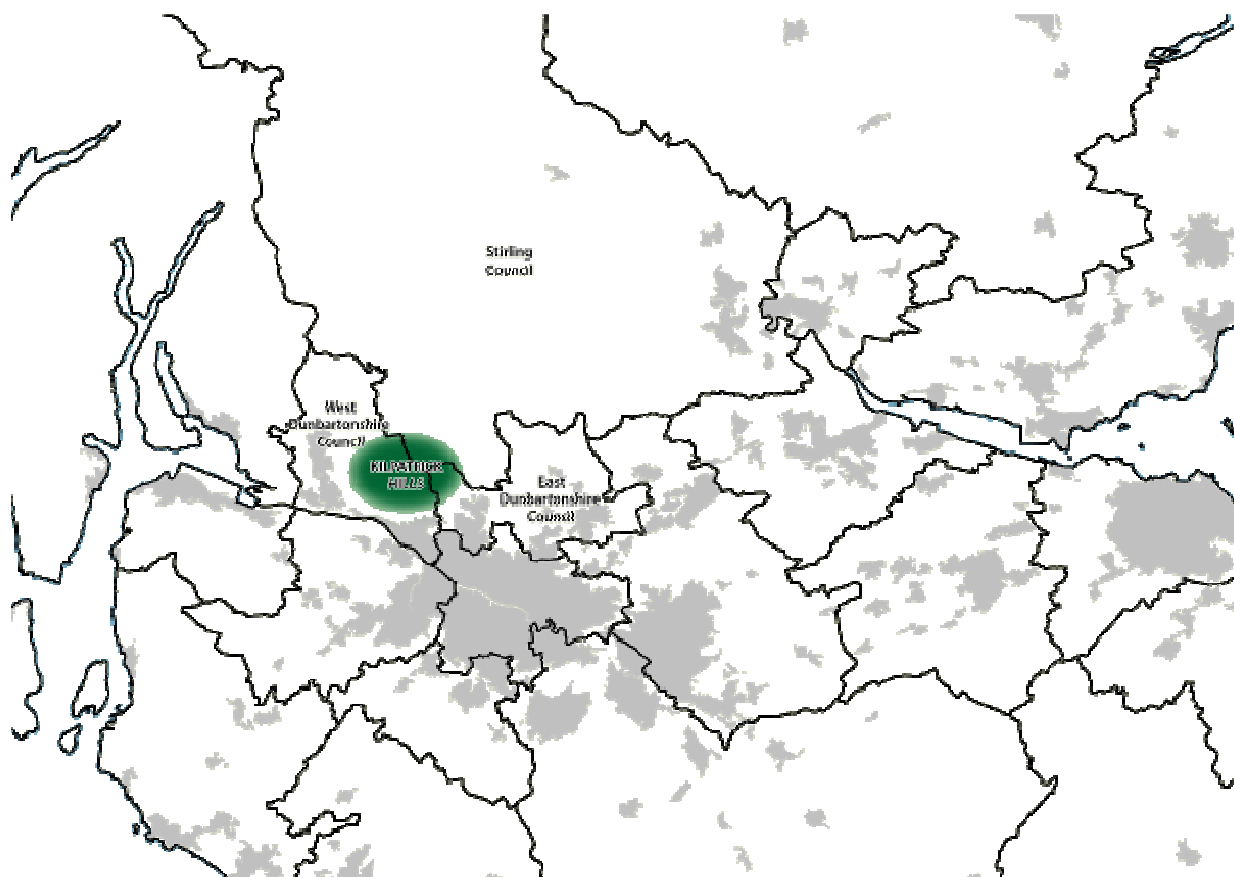 Stirling
Council
West
Dunbartonshire
Council
KILPATRICK
HILLS
East
Dunbartonshire
Council